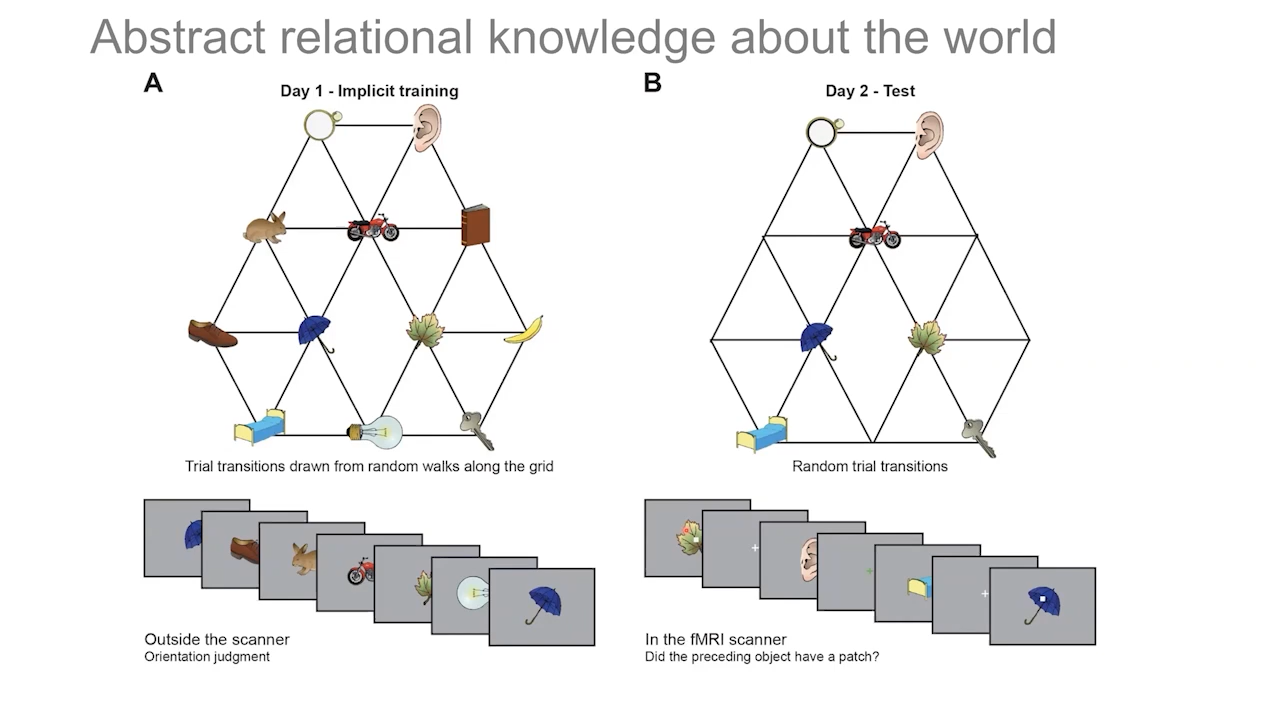 Abstract relational knowledge about the world
A
Day 1 - Implicit training
Trial transitions drawn from random walks along the grid
Outside the scanner
Orientation judgment
B
Day 2 - Test
Random trial transitions
In the fMRI scanner
Did the preceding object have a patch?